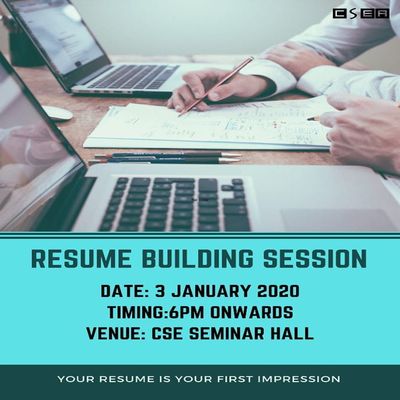 CSEA
RESUME BUILDING SESSION
DATE: 3 JANUARY 2020
TIMING:6PM ONWARDS
VENUE: CSE SEMINAR HALL
YOUR RESUME IS YOUR FIRST IMPRESSION